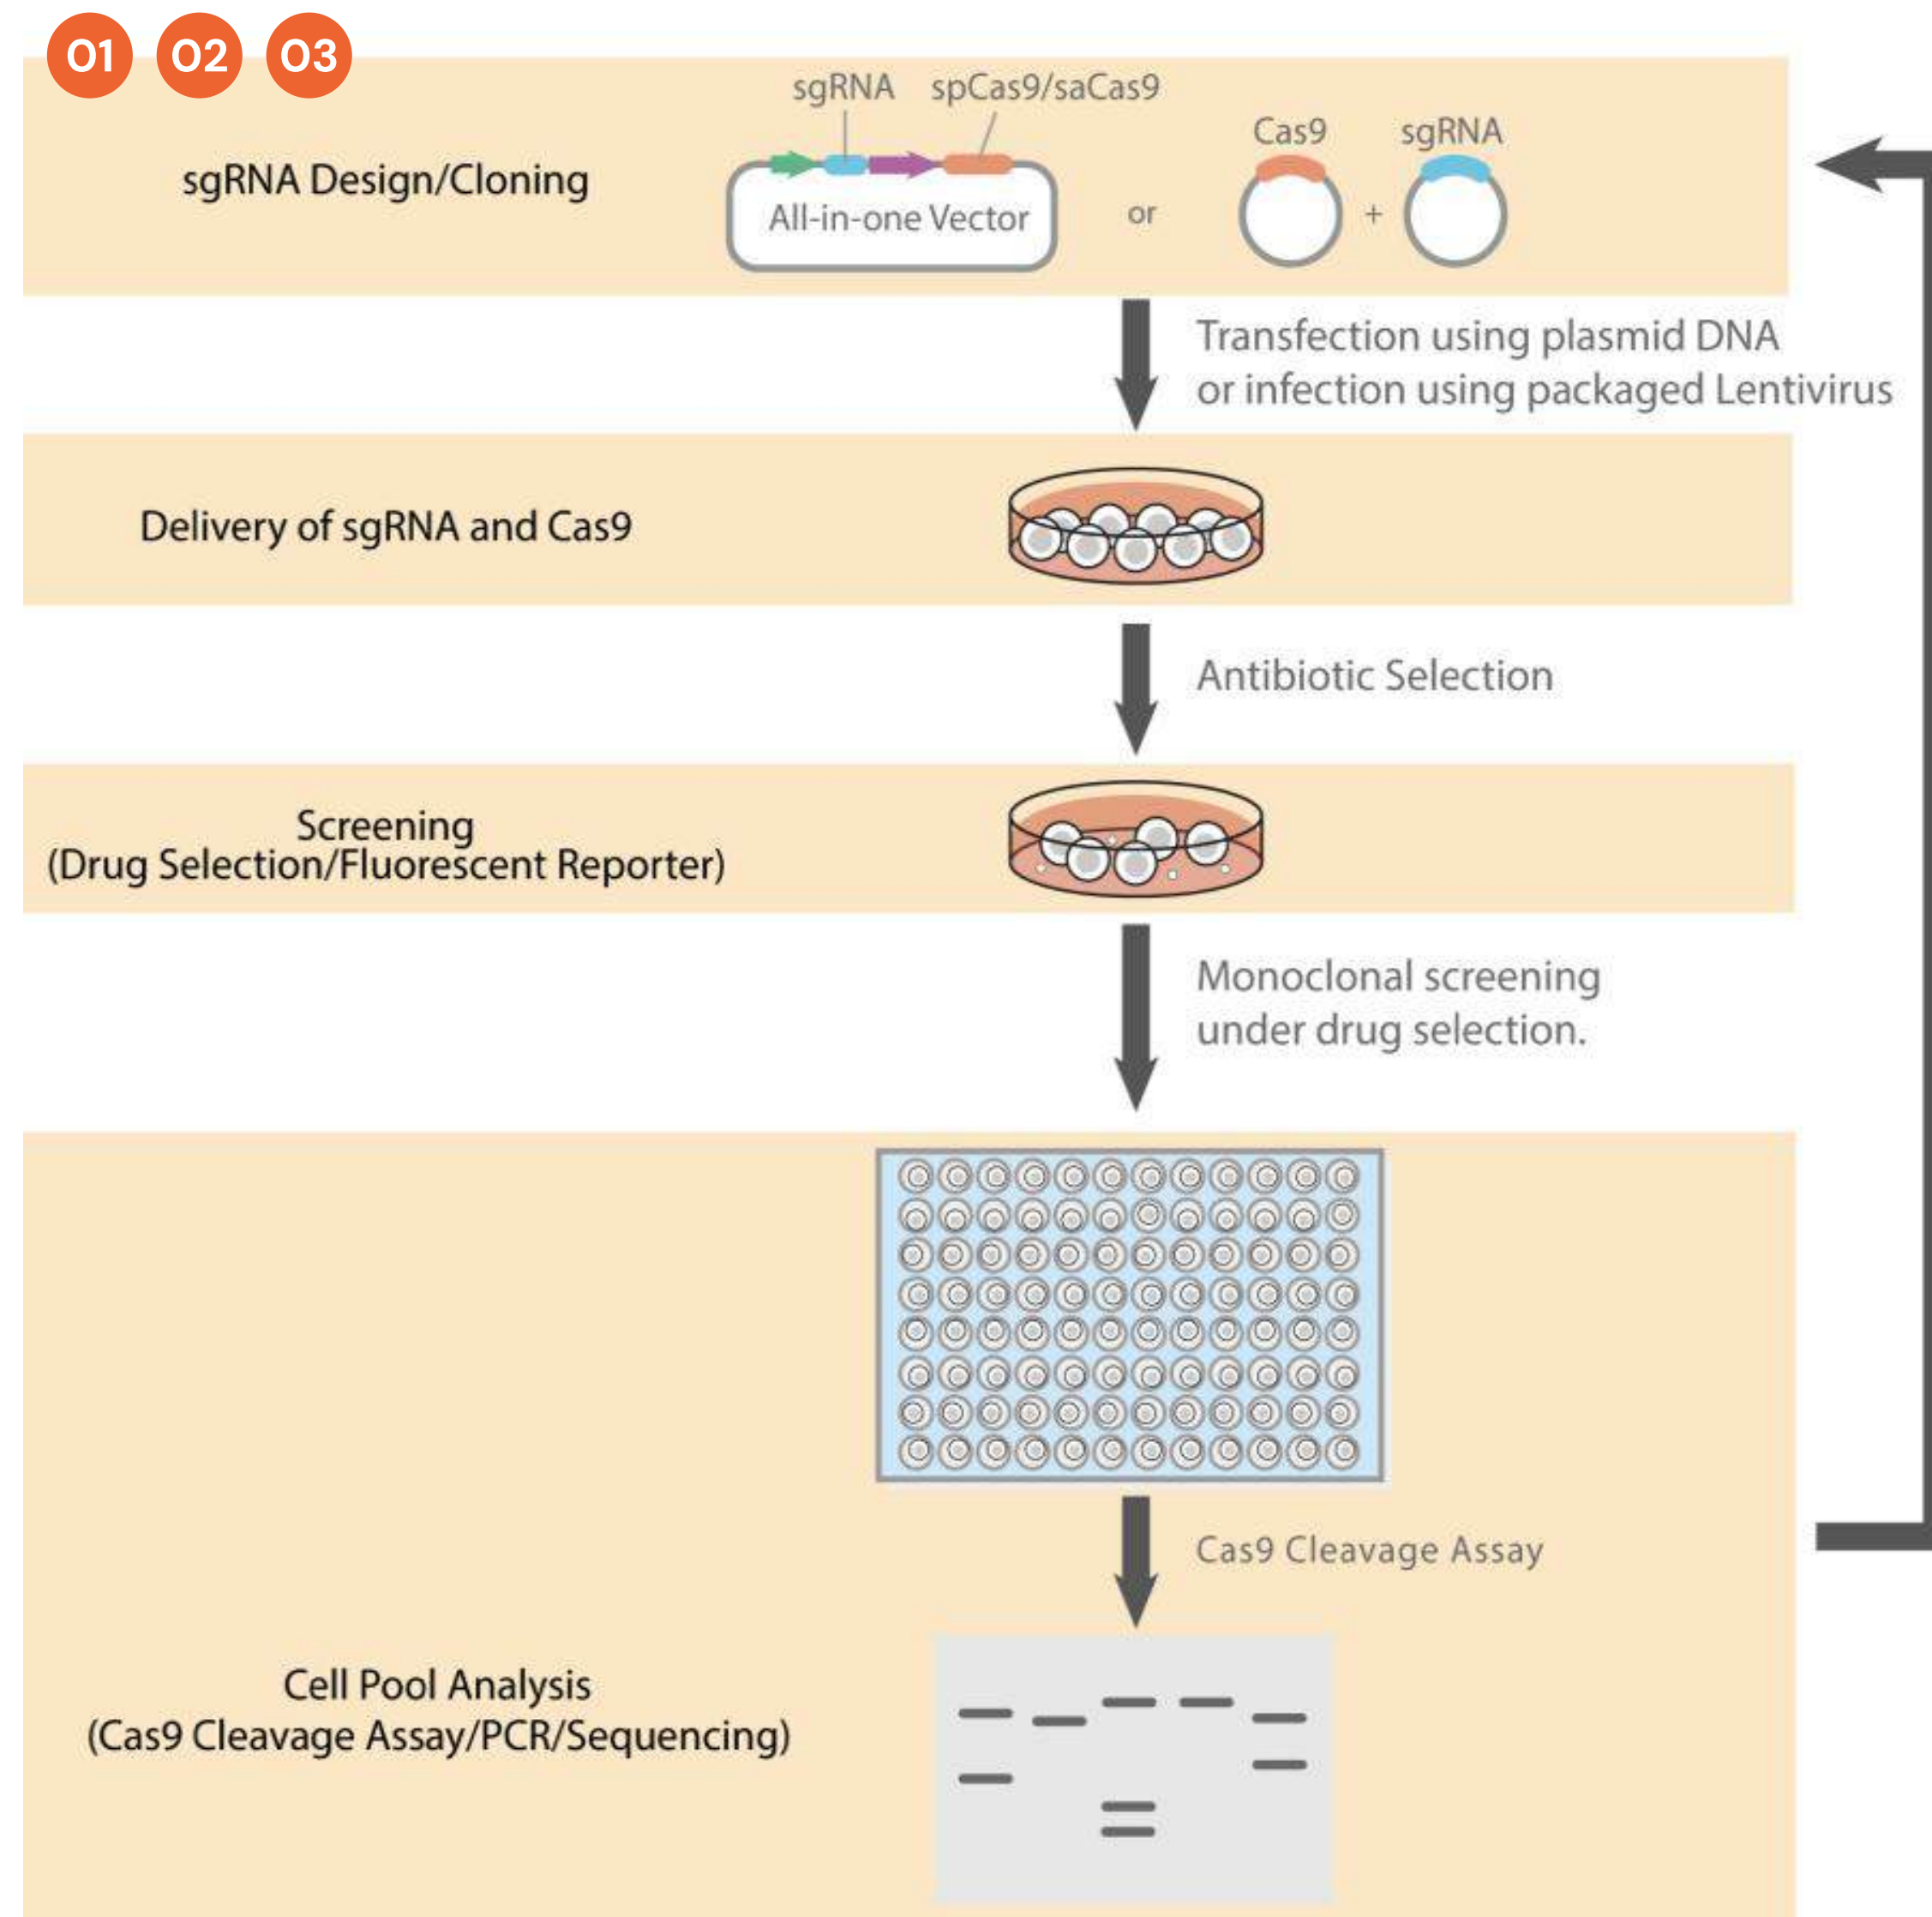 01 02 03
sgRNA spCas9/saCas9
Cas9 sgRNA
sgRNA Design/Cloning
All-in-one Vector or +
Transfection using plasmid DNA
or infection using packaged Lentivirus
Delivery of sgRNA and Cas9
Antibiotic Selection
Screening
(Drug Selection/Fluorescent Reporter)
Monoclonal screening
under drug selection.
Cas9 Cleavage Assay
Cell Pool Analysis
(Cas9 Cleavage Assay/PCR/Sequencing)